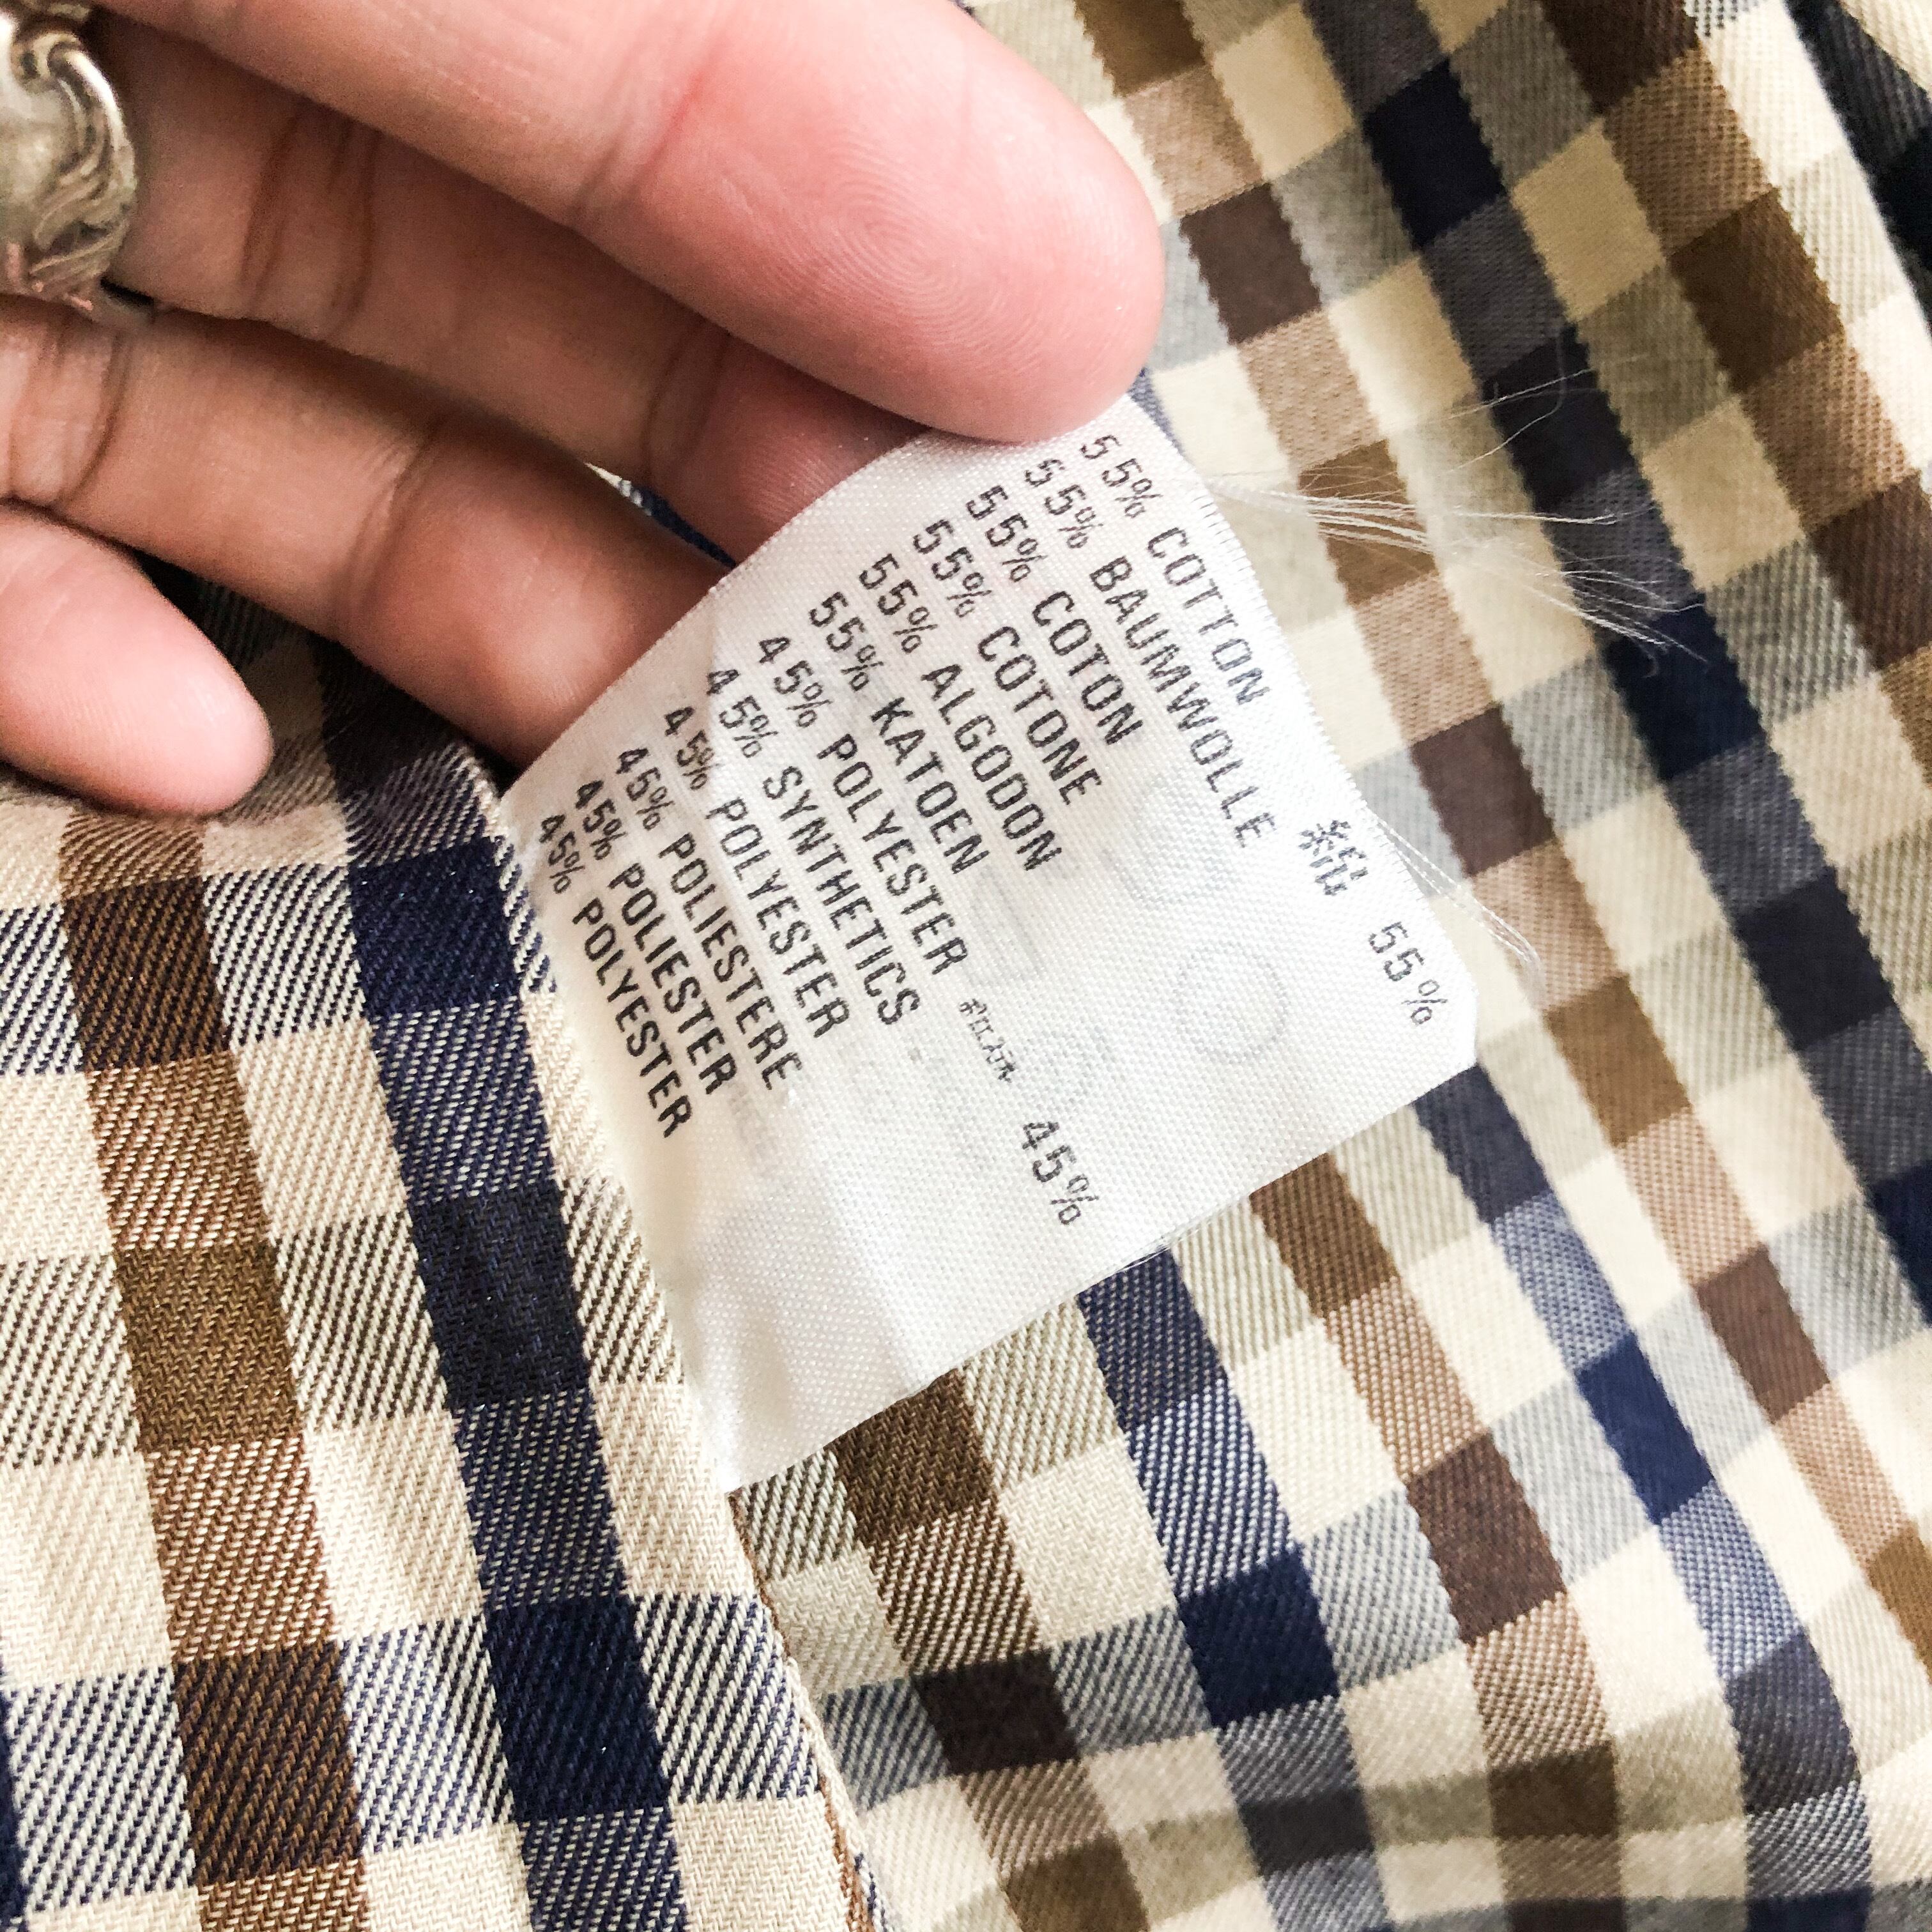 55% COTTON
55% BAUMWOLLE
55% COTON
55% COTONE
55% ALGODON
55% KATOEN
45% POLYESTER
45% SYNTHETICS
45% POLYESTER
45% POLIESTERE
45% POLIESTER
45% POLYESTER
55%
45%